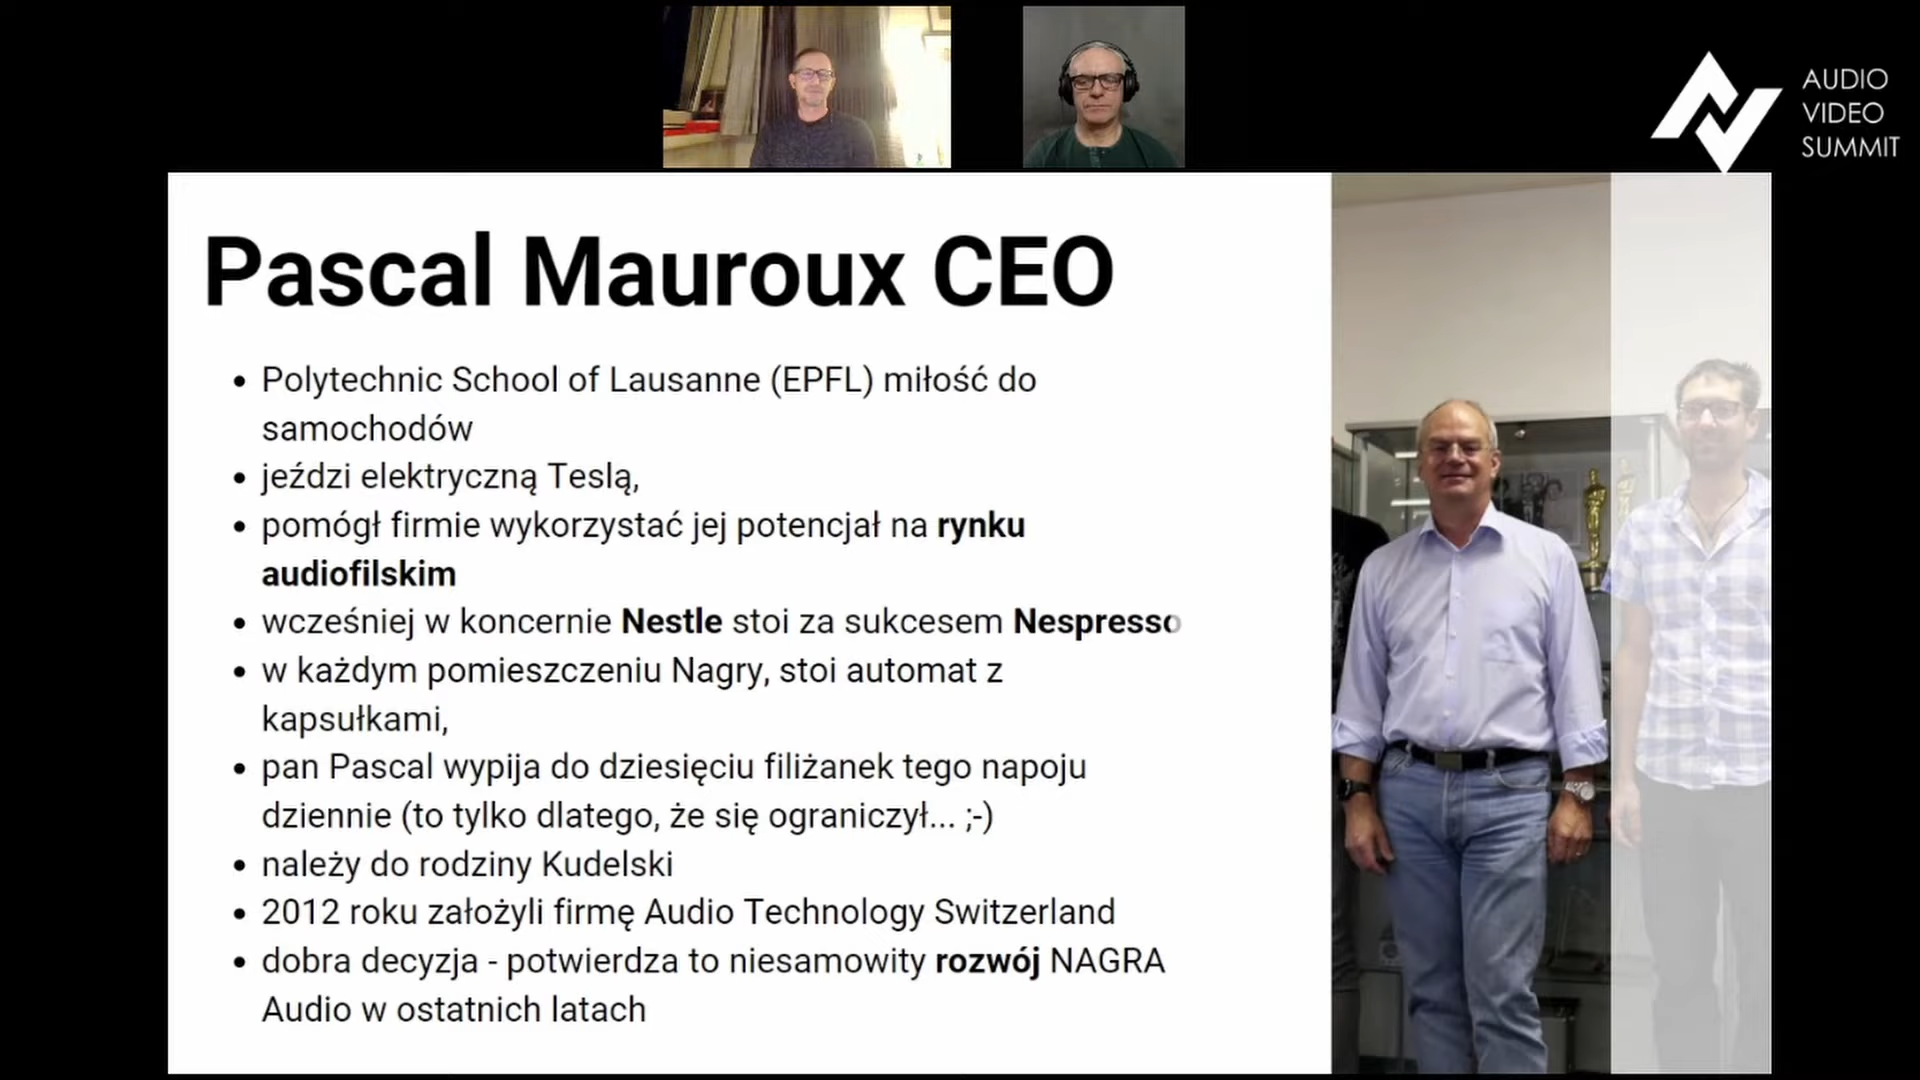 AUDIO
VIDEO
SUMMIT
Pascal Mauroux CEO
• Polytechnic School of Lausanne (EPFL) miłość do
samochodów
• jeździ elektryczną Teslą,
• pomógł firmie wykorzystać jej potencjał na rynku
audiofilskim
• wcześniej w koncernie Nestle stoi za sukcesem Nespresso
• w każdym pomieszczeniu Nagry, stoi automat z
kapsułkami,
• pan Pascal wypija do dziesięciu filiżanek tego napoju
dziennie (to tylko dlatego, że się ograniczył... ;-)
• należy do rodziny Kudelski
• 2012 roku założyli firmę Audio Technology Switzerland
• dobra decyzja - potwierdza to niesamowity rozwój NAGRA
Audio w ostatnich latach